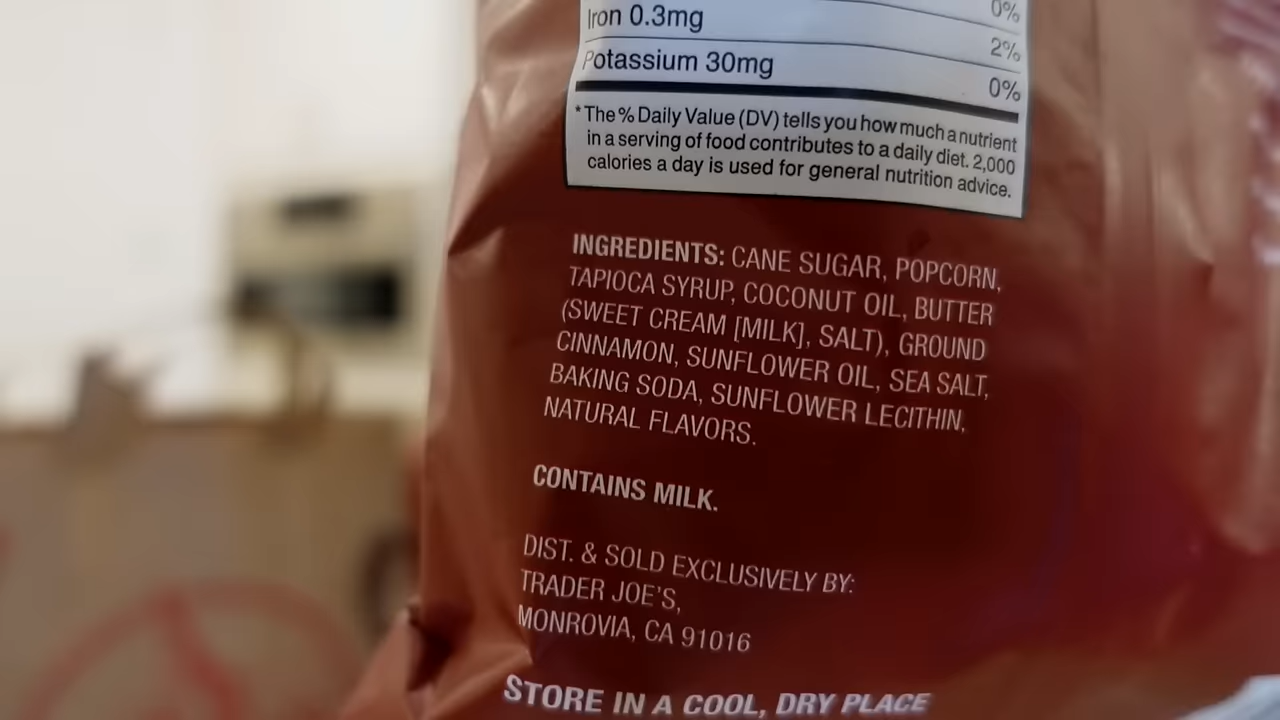 0%
Iron 0.3mg 2%
Potassium 30mg 0%
*The % Daily Value (DV) tells you how much a nutrient
in a serving of food contributes to a daily diet. 2,000
calories a day is used for general nutrition advice.
INGREDIENTS: CANE SUGAR, POPCORN,
TAPIOCA SYRUP, COCONUT OIL, BUTTER
(SWEET CREAM [MILK], SALT), GROUND
CINNAMON, SUNFLOWER OIL, SEA SALT,
BAKING SODA, SUNFLOWER LECITHIN,
NATURAL FLAVORS.
CONTAINS MILK.
DIST. & SOLD EXCLUSIVELY BY:
TRADER JOE'S,
MONROVIA, CA 91016
STORE IN A COOL, DRY PLACE